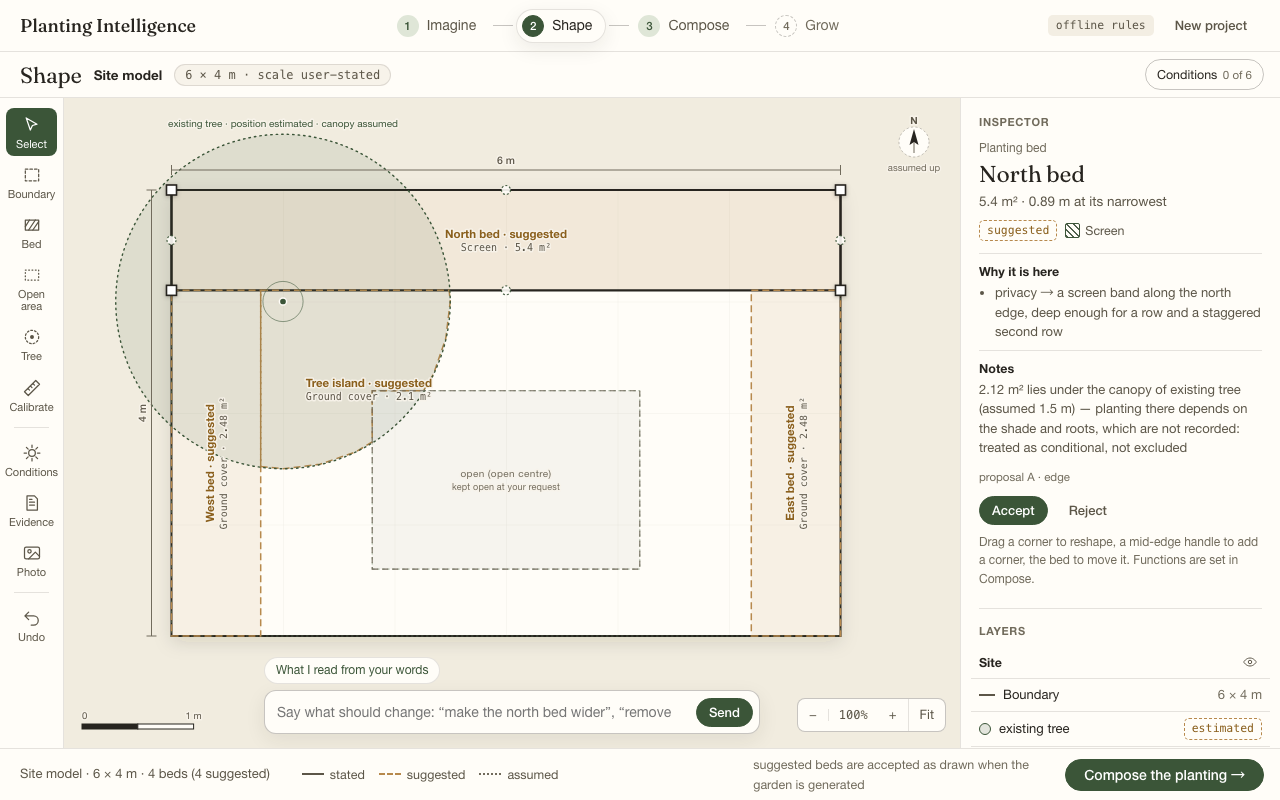 Planting Intelligence
1 Imagine
2 Shape
3 Compose
4 Grow
offline rules
New project
Shape Site model 6 × 4 m · scale user-stated
Conditions 0 of 6
Select
Boundary
Bed
Open
area
Tree
Calibrate
Conditions
Evidence
Photo
Undo
existing tree · position estimated · canopy assumed
6 m
N
assumed up
North bed · suggested
Screen · 5.4 m²
Tree island · suggested
Ground cover · 2.1 m²
4 m
West bed · suggested
Ground cover · 2.48 m²
open (open centre)
kept open at your request
East bed · suggested
Ground cover · 2.48 m²
What I read from your words
Say what should change: “make the north bed wider”, “remove
Send
0 1 m
− 100% + Fit
INSPECTOR
Planting bed
North bed
5.4 m² · 0.89 m at its narrowest
suggested Screen
Why it is here
• privacy → a screen band along the north
edge, deep enough for a row and a staggered
second row
Notes
2.12 m² lies under the canopy of existing tree
(assumed 1.5 m) — planting there depends on
the shade and roots, which are not recorded:
treated as conditional, not excluded
proposal A · edge
Accept Reject
Drag a corner to reshape, a mid-edge handle to add
a corner, the bed to move it. Functions are set in
Compose.
LAYERS
Site
Boundary 6 × 4 m
existing tree estimated
Site model · 6 × 4 m · 4 beds (4 suggested)
stated suggested assumed
suggested beds are accepted as drawn when the
garden is generated
Compose the planting →